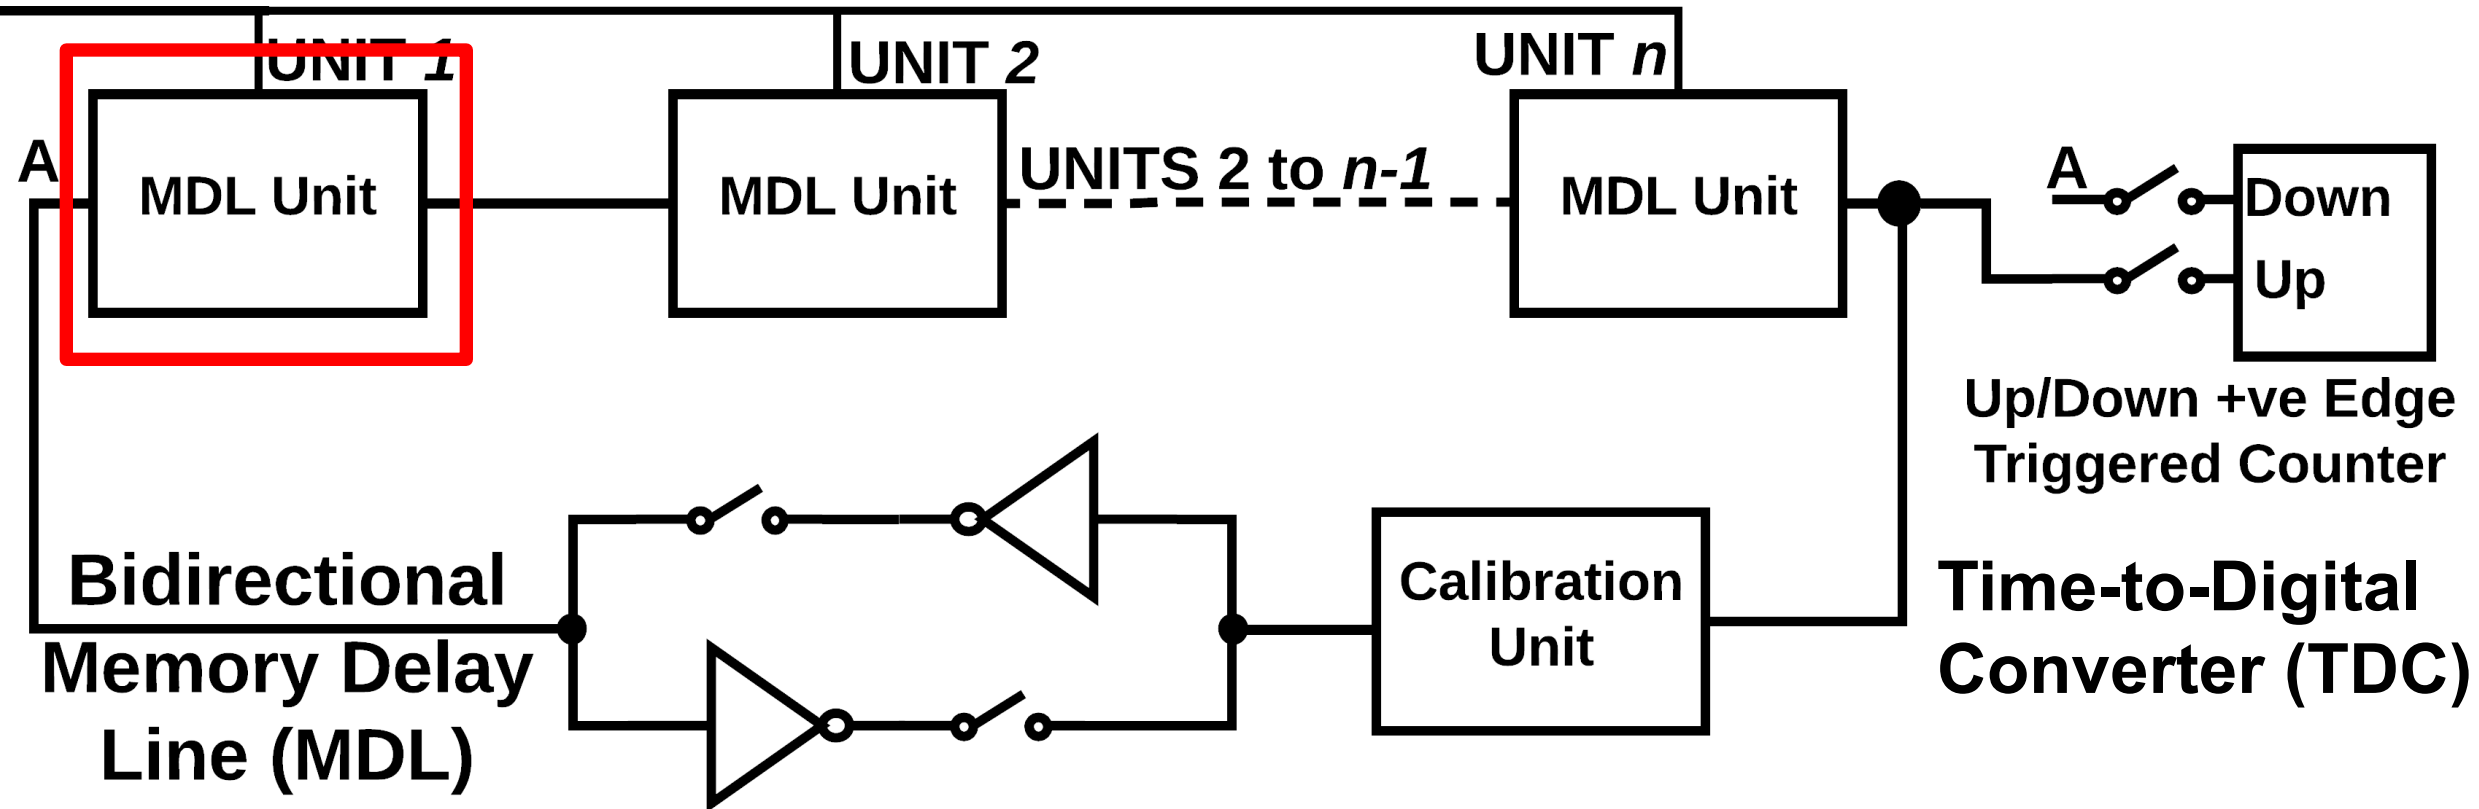 UNIT 1
UNIT 2
UNIT n
A
MDL Unit
MDL Unit
UNITS 2 to n-1
MDL Unit
A
Down
Up
Up/Down +ve Edge
Triggered Counter
Bidirectional
Memory Delay
Line (MDL)
Calibration
Unit
Time-to-Digital
Converter (TDC)